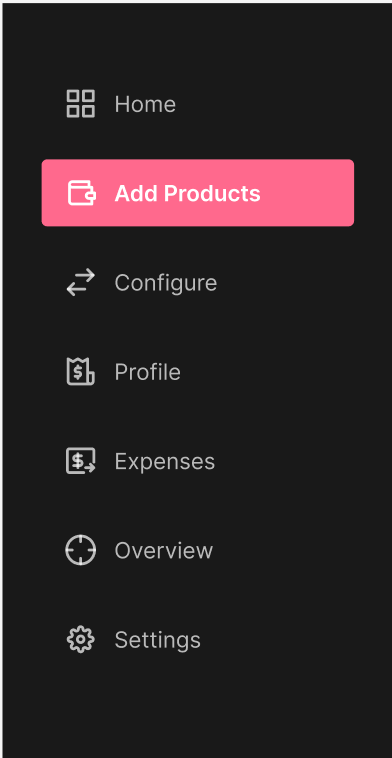 Home
Add Products
Configure
Profile
Expenses
Overview
Settings